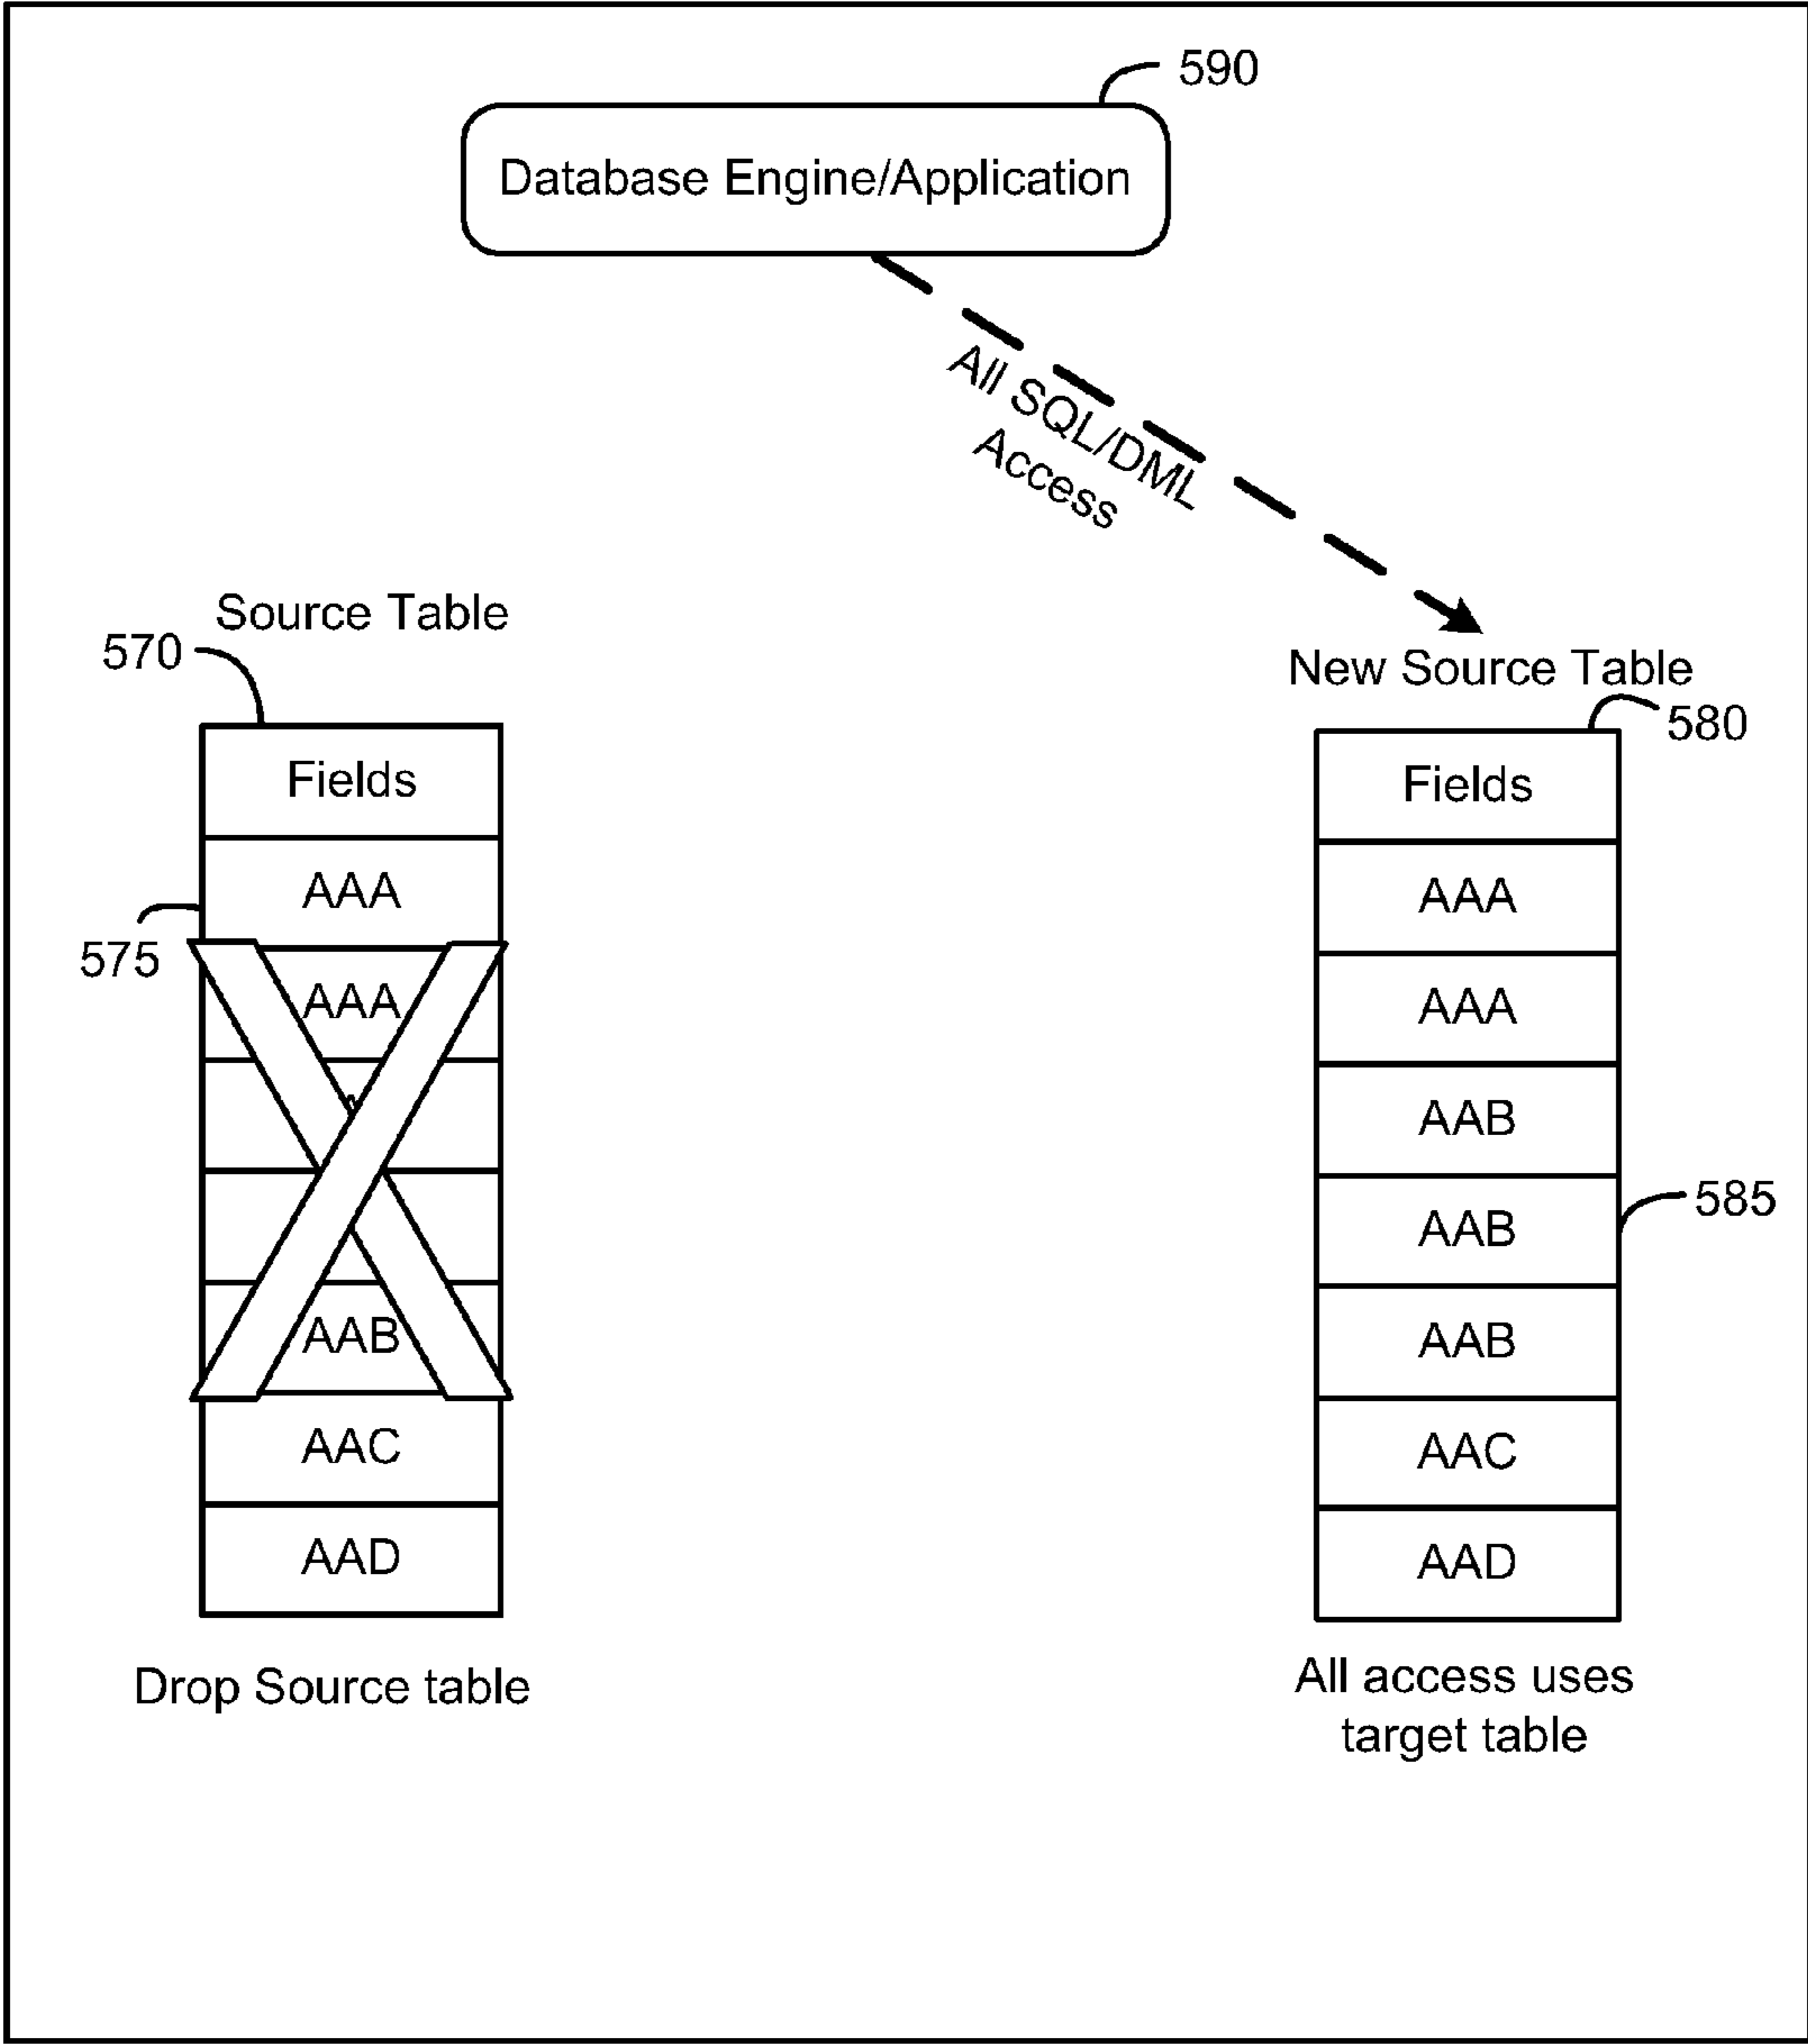 590
Database Engine/Application
All SQL/DML
Access
Source Table
570
New Source Table
580
Fields
AAA
575
AAA
AAB
AAC
AAD
Drop Source table
Fields
AAA
AAA
AAB
AAB
585
AAB
AAC
AAD
All access uses
target table